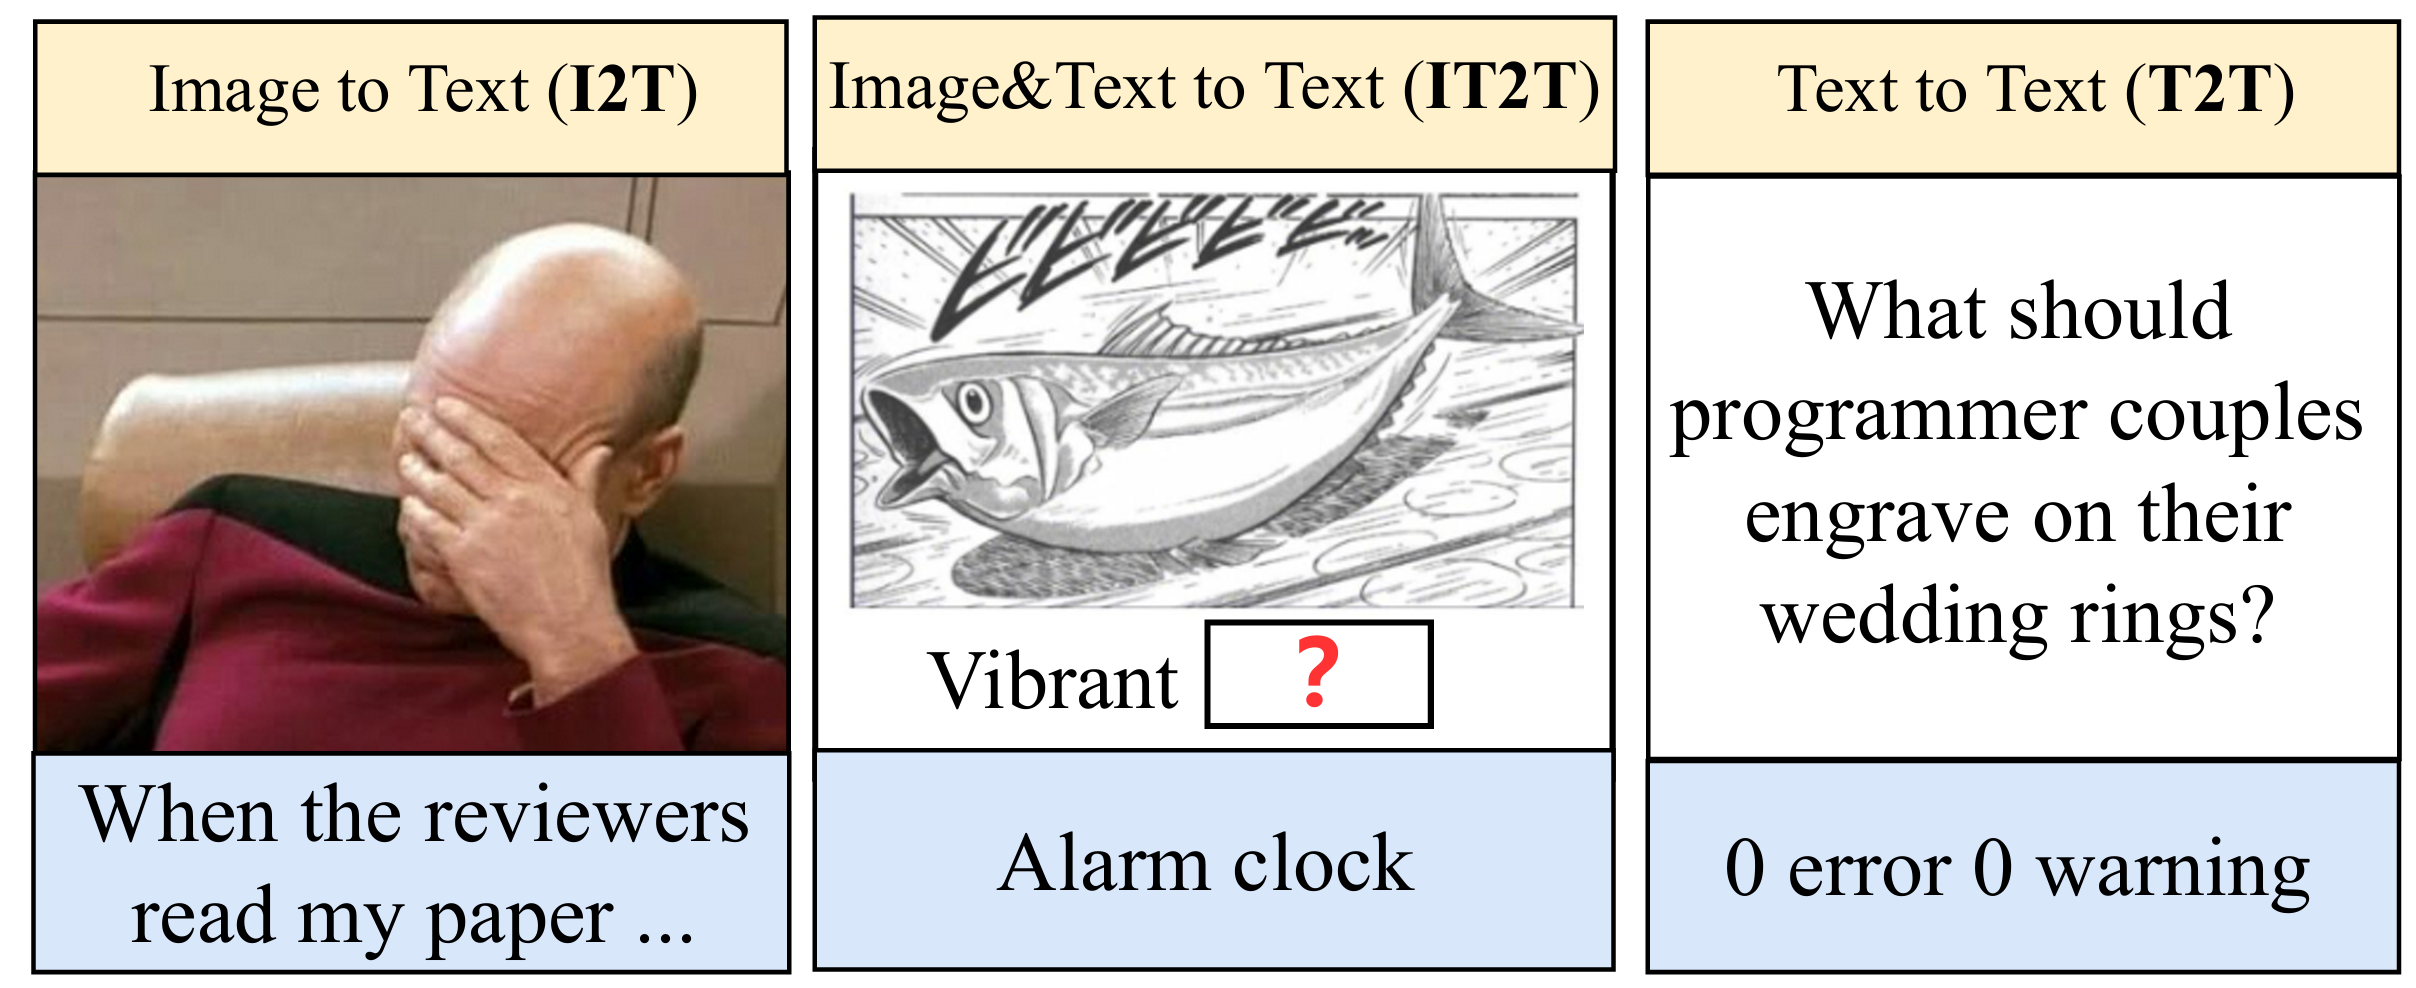 Image to Text (I2T)
When the reviewers
read my paper ...
Image&Text to Text (IT2T)
ビビビビビ
Vibrant ?
Alarm clock
Text to Text (T2T)
What should
programmer couples
engrave on their
wedding rings?
0 error 0 warning